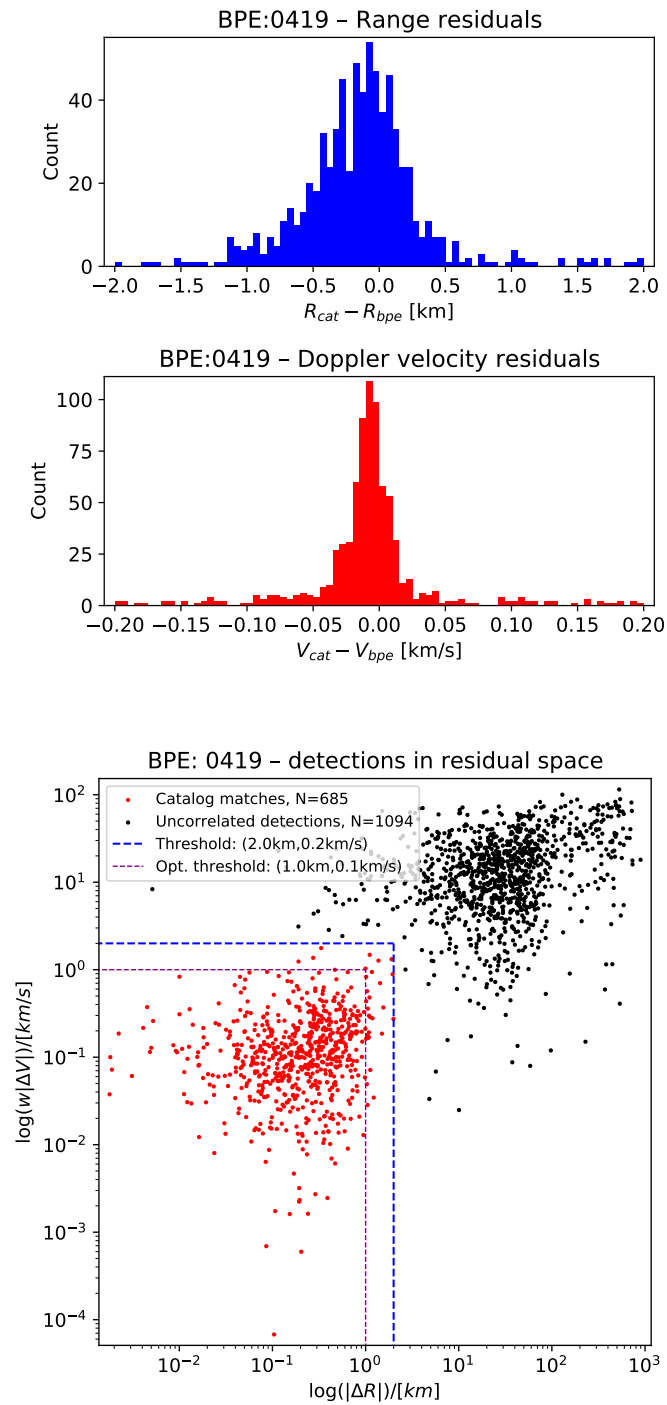 BPE:0419 – Range residuals
Count
0
20
40
−2.0 −1.5 −1.0 −0.5 0.0 0.5 1.0 1.5 2.0
R_cat − R_bpe [km]
BPE:0419 – Doppler velocity residuals
Count
0
25
50
75
100
−0.20 −0.15 −0.10 −0.05 0.00 0.05 0.10 0.15 0.20
V_cat − V_bpe [km/s]
BPE: 0419 – detections in residual space
Catalog matches, N=685
Uncorrelated detections, N=1094
Threshold: (2.0km,0.2km/s)
Opt. threshold: (1.0km,0.1km/s)
log(w|ΔV|)/[km/s]
10^2
10^1
10^0
10^−1
10^−2
10^−3
10^−4
10^−2 10^−1 10^0 10^1 10^2 10^3
log(|ΔR|)/[km]